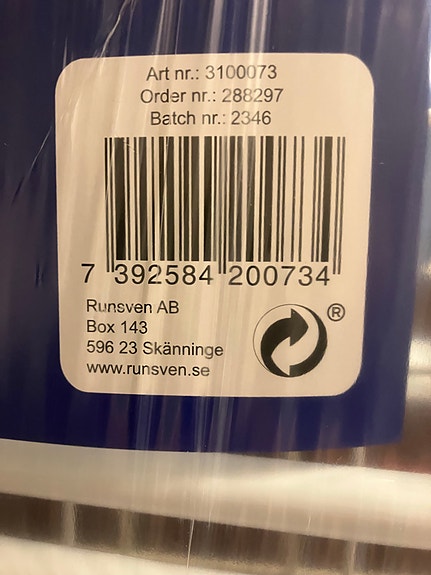 Art nr.: 3100073
Order nr.: 288297
Batch nr.: 2346
7 392584 200734
Runsven AB
Box 143
596 23 Skänninge
www.runsven.se
®